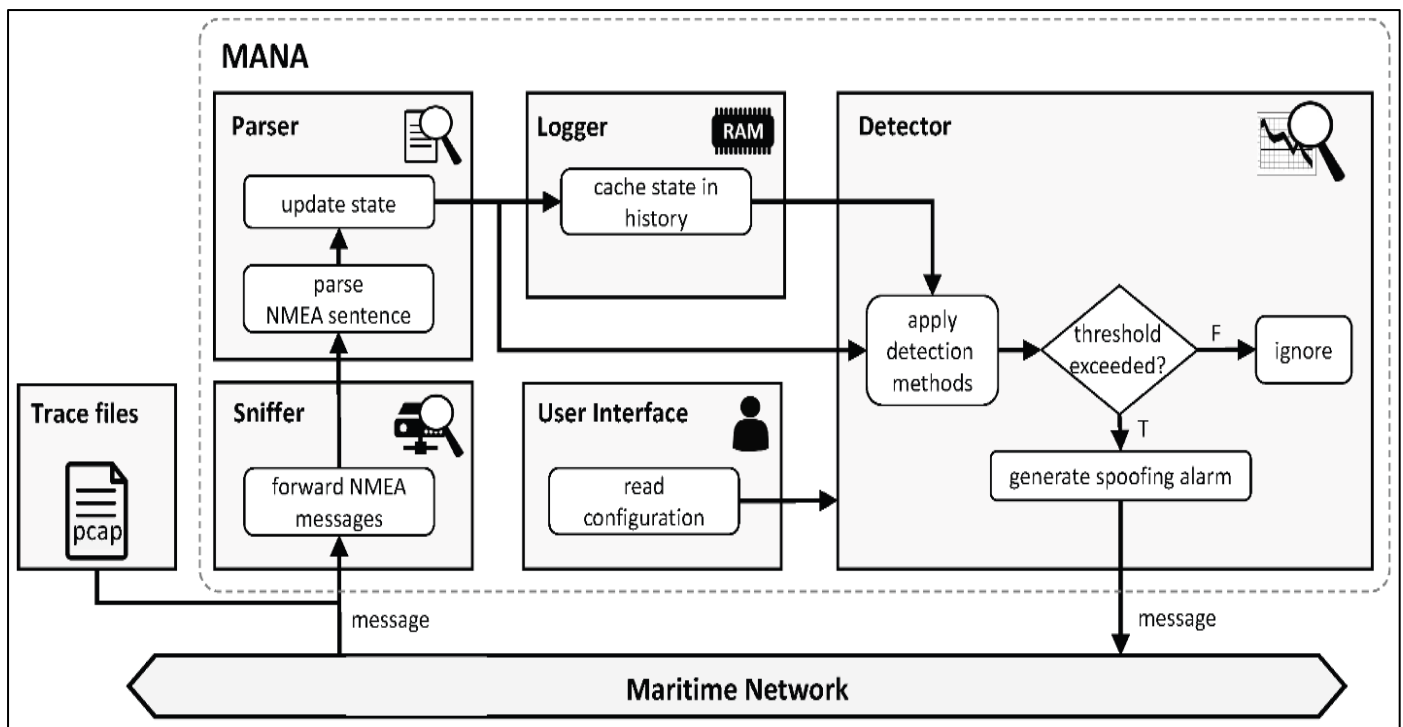 MANA
Parser
update state
parse
NMEA sentence
Logger
RAM
cache state in
history
Detector
apply
detection
methods
threshold
exceeded?
F
ignore
T
generate spoofing alarm
Trace files
pcap
Sniffer
forward NMEA
messages
User Interface
read
configuration
message
message
Maritime Network